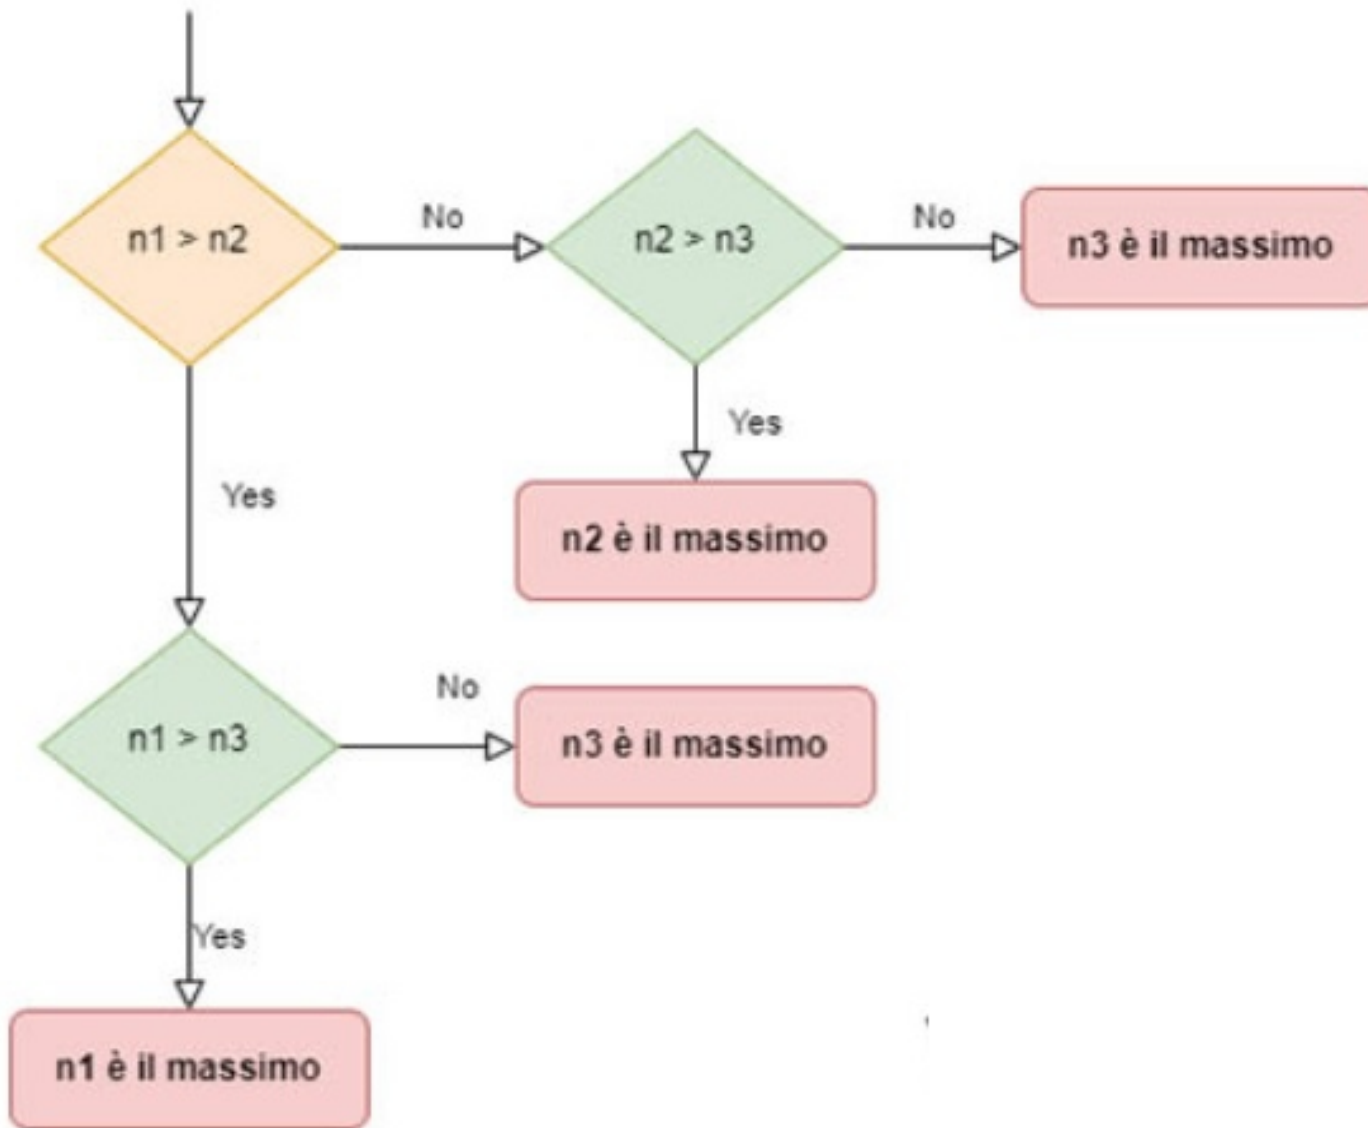 n1 > n2
No
n2 > n3
No
n3 è il massimo
Yes
n2 è il massimo
Yes
n1 > n3
No
n3 è il massimo
Yes
n1 è il massimo